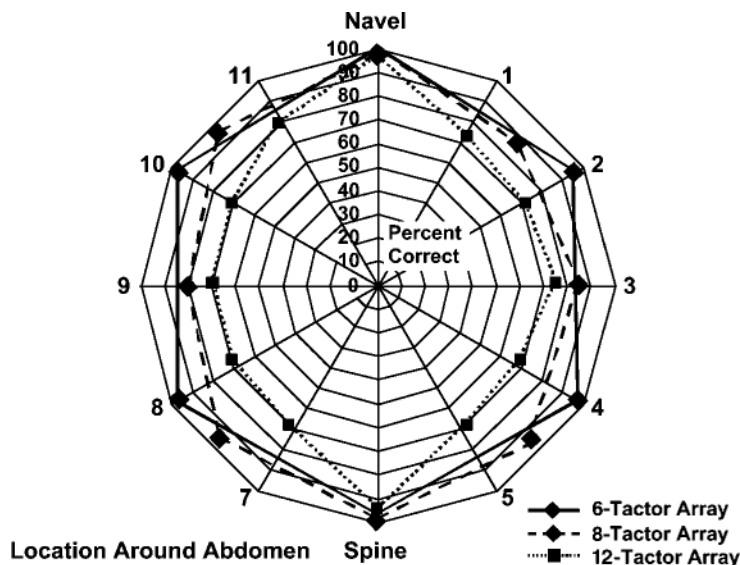 Navel
100
90
80
70
60
50
40
30
20
10
0
11
1
10
2
Percent
Correct
9
3
8
4
7
5
6-Tactor Array
8-Tactor Array
12-Tactor Array
Location Around Abdomen
Spine